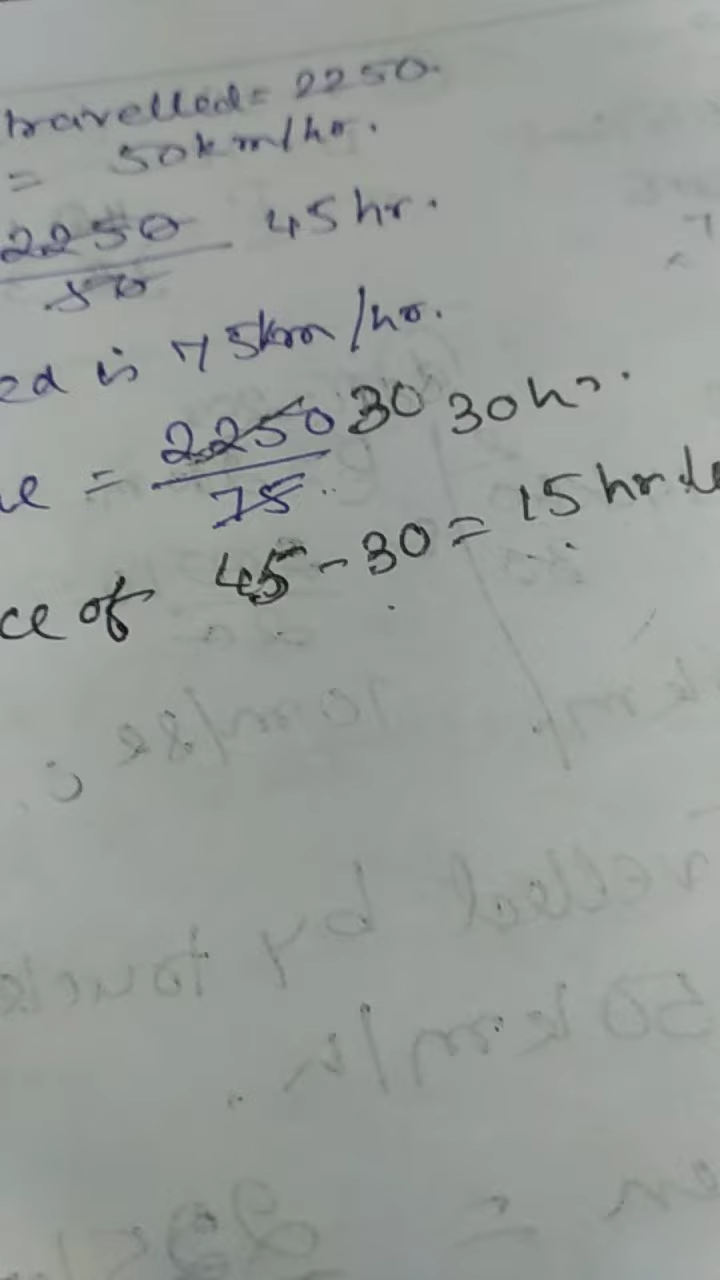 travelled = 2250.
= 50km/hr.
2250 45hr.
50
ed is 75km/hr.
= 2250 30 30hr.
75
ce of 45-30 = 15 hr